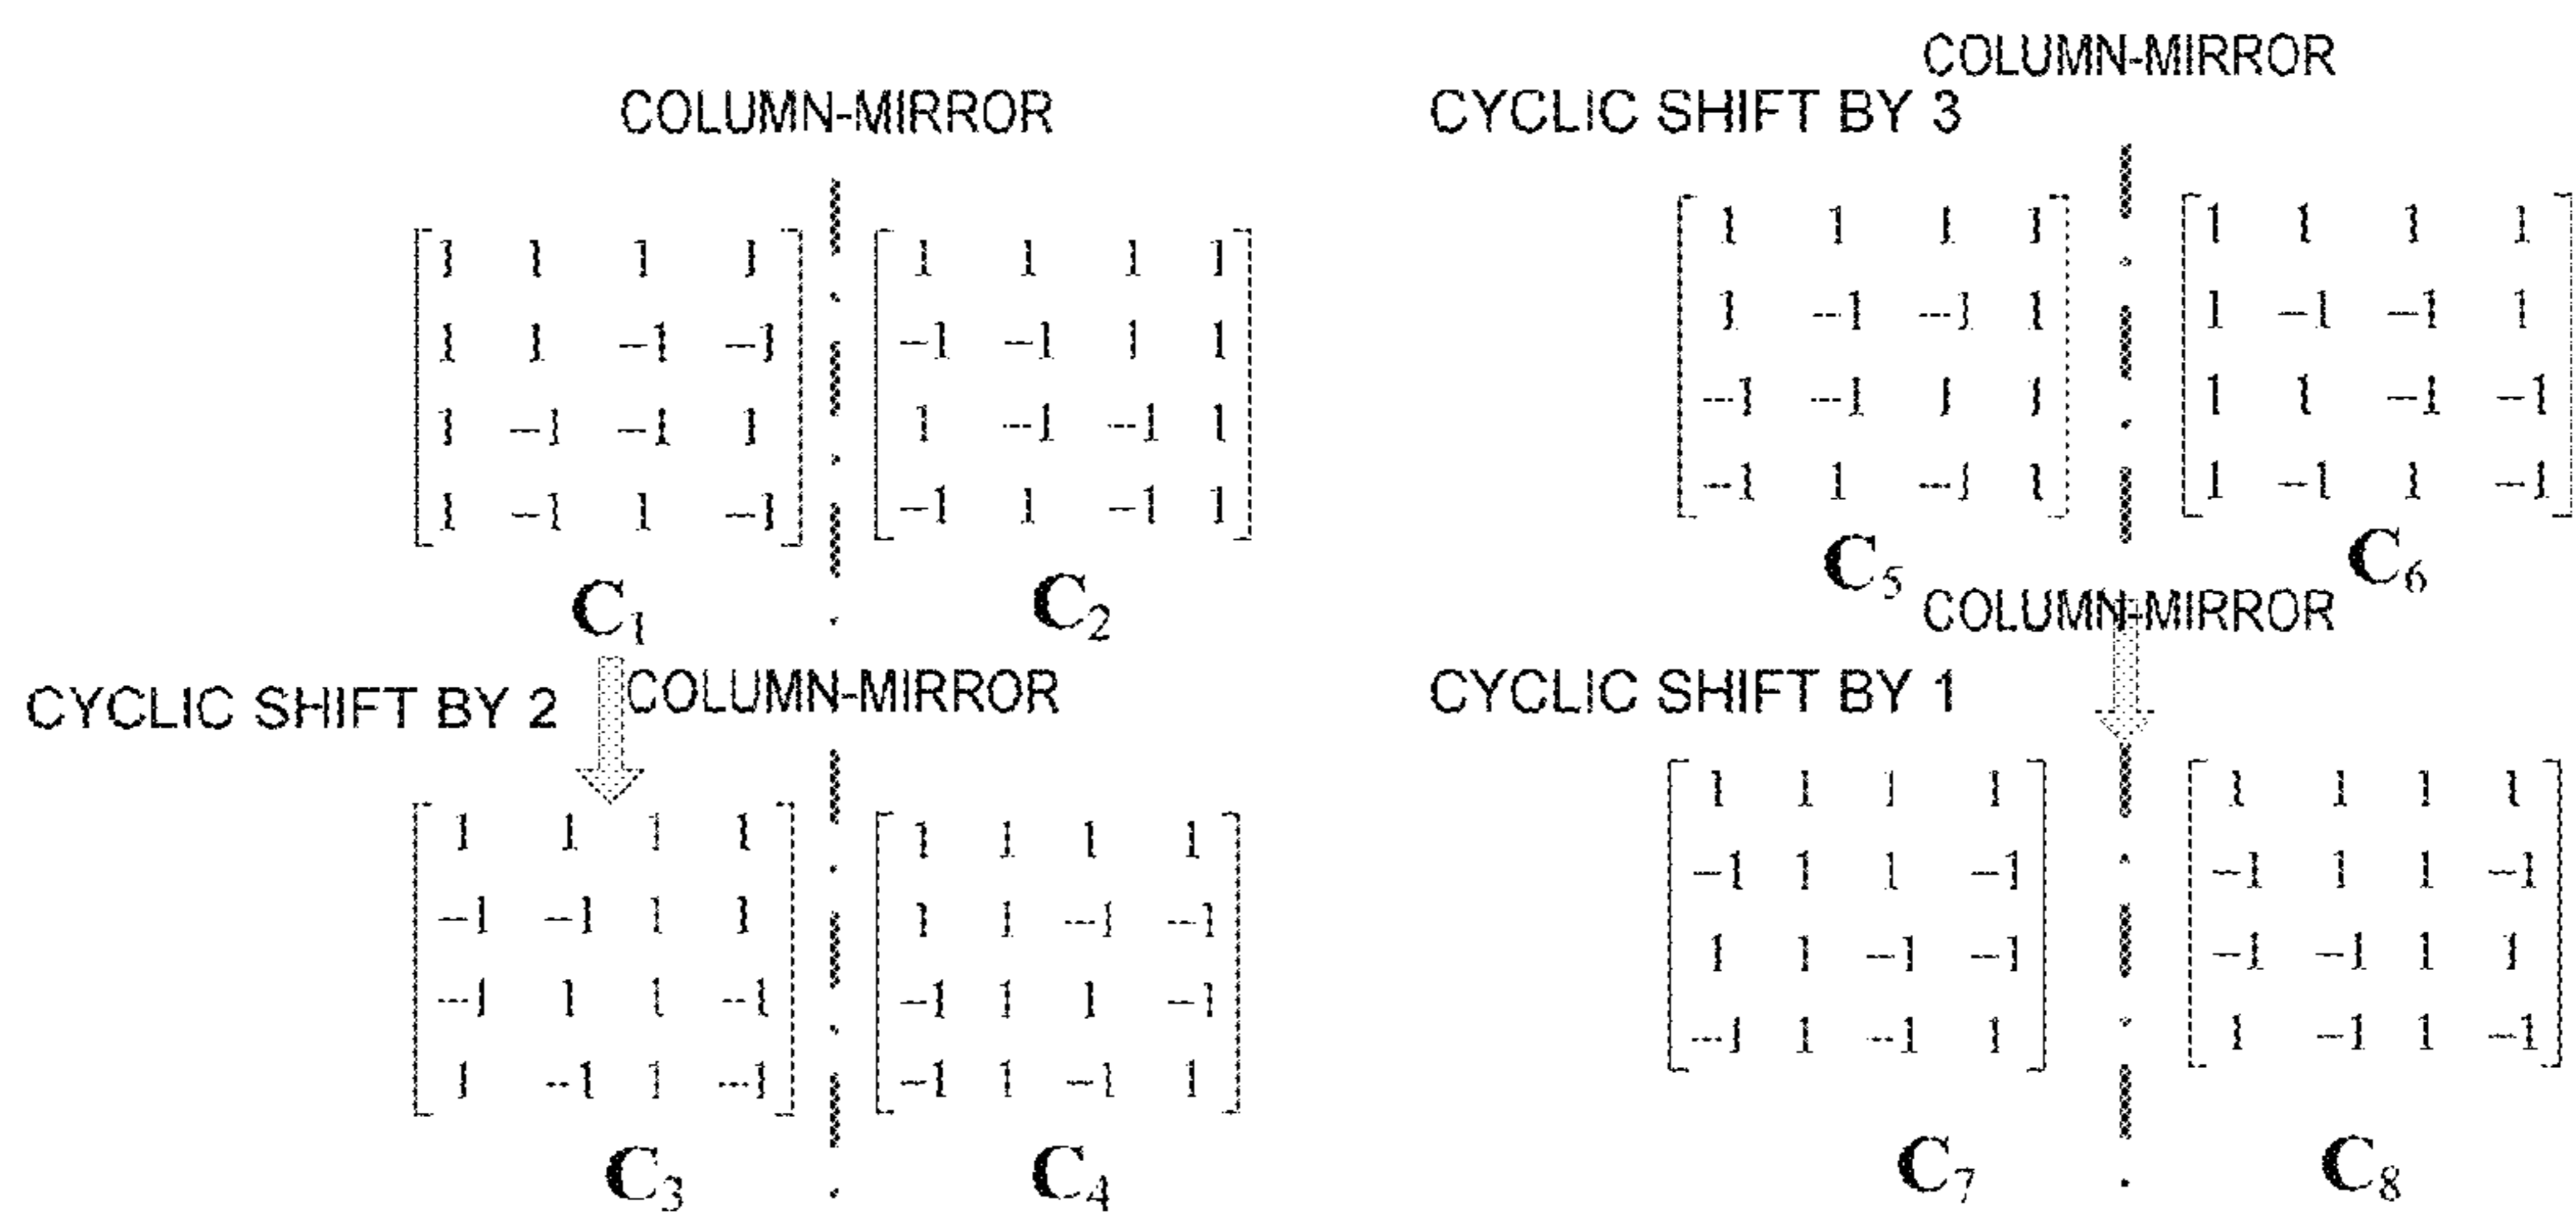 COLUMN-MIRROR
1 1 1 1
1 1 −1 −1
1 −1 −1 1
1 −1 1 −1
C1
1 1 1 1
−1 −1 1 1
1 −1 −1 1
−1 1 −1 1
C2
CYCLIC SHIFT BY 2
COLUMN-MIRROR
1 1 1 1
−1 −1 1 1
−1 1 1 −1
1 −1 1 −1
C3
1 1 1 1
1 1 −1 −1
−1 1 1 −1
−1 1 −1 1
C4
COLUMN-MIRROR
CYCLIC SHIFT BY 3
1 1 1 1
1 −1 −1 1
−1 −1 1 1
−1 1 −1 1
C5
1 1 1 1
1 −1 −1 1
1 1 −1 −1
1 −1 1 −1
C6
COLUMN-MIRROR
CYCLIC SHIFT BY 1
1 1 1 1
−1 1 1 −1
1 1 −1 −1
−1 1 −1 1
C7
1 1 1 1
−1 1 1 −1
−1 −1 1 1
1 −1 1 −1
C8